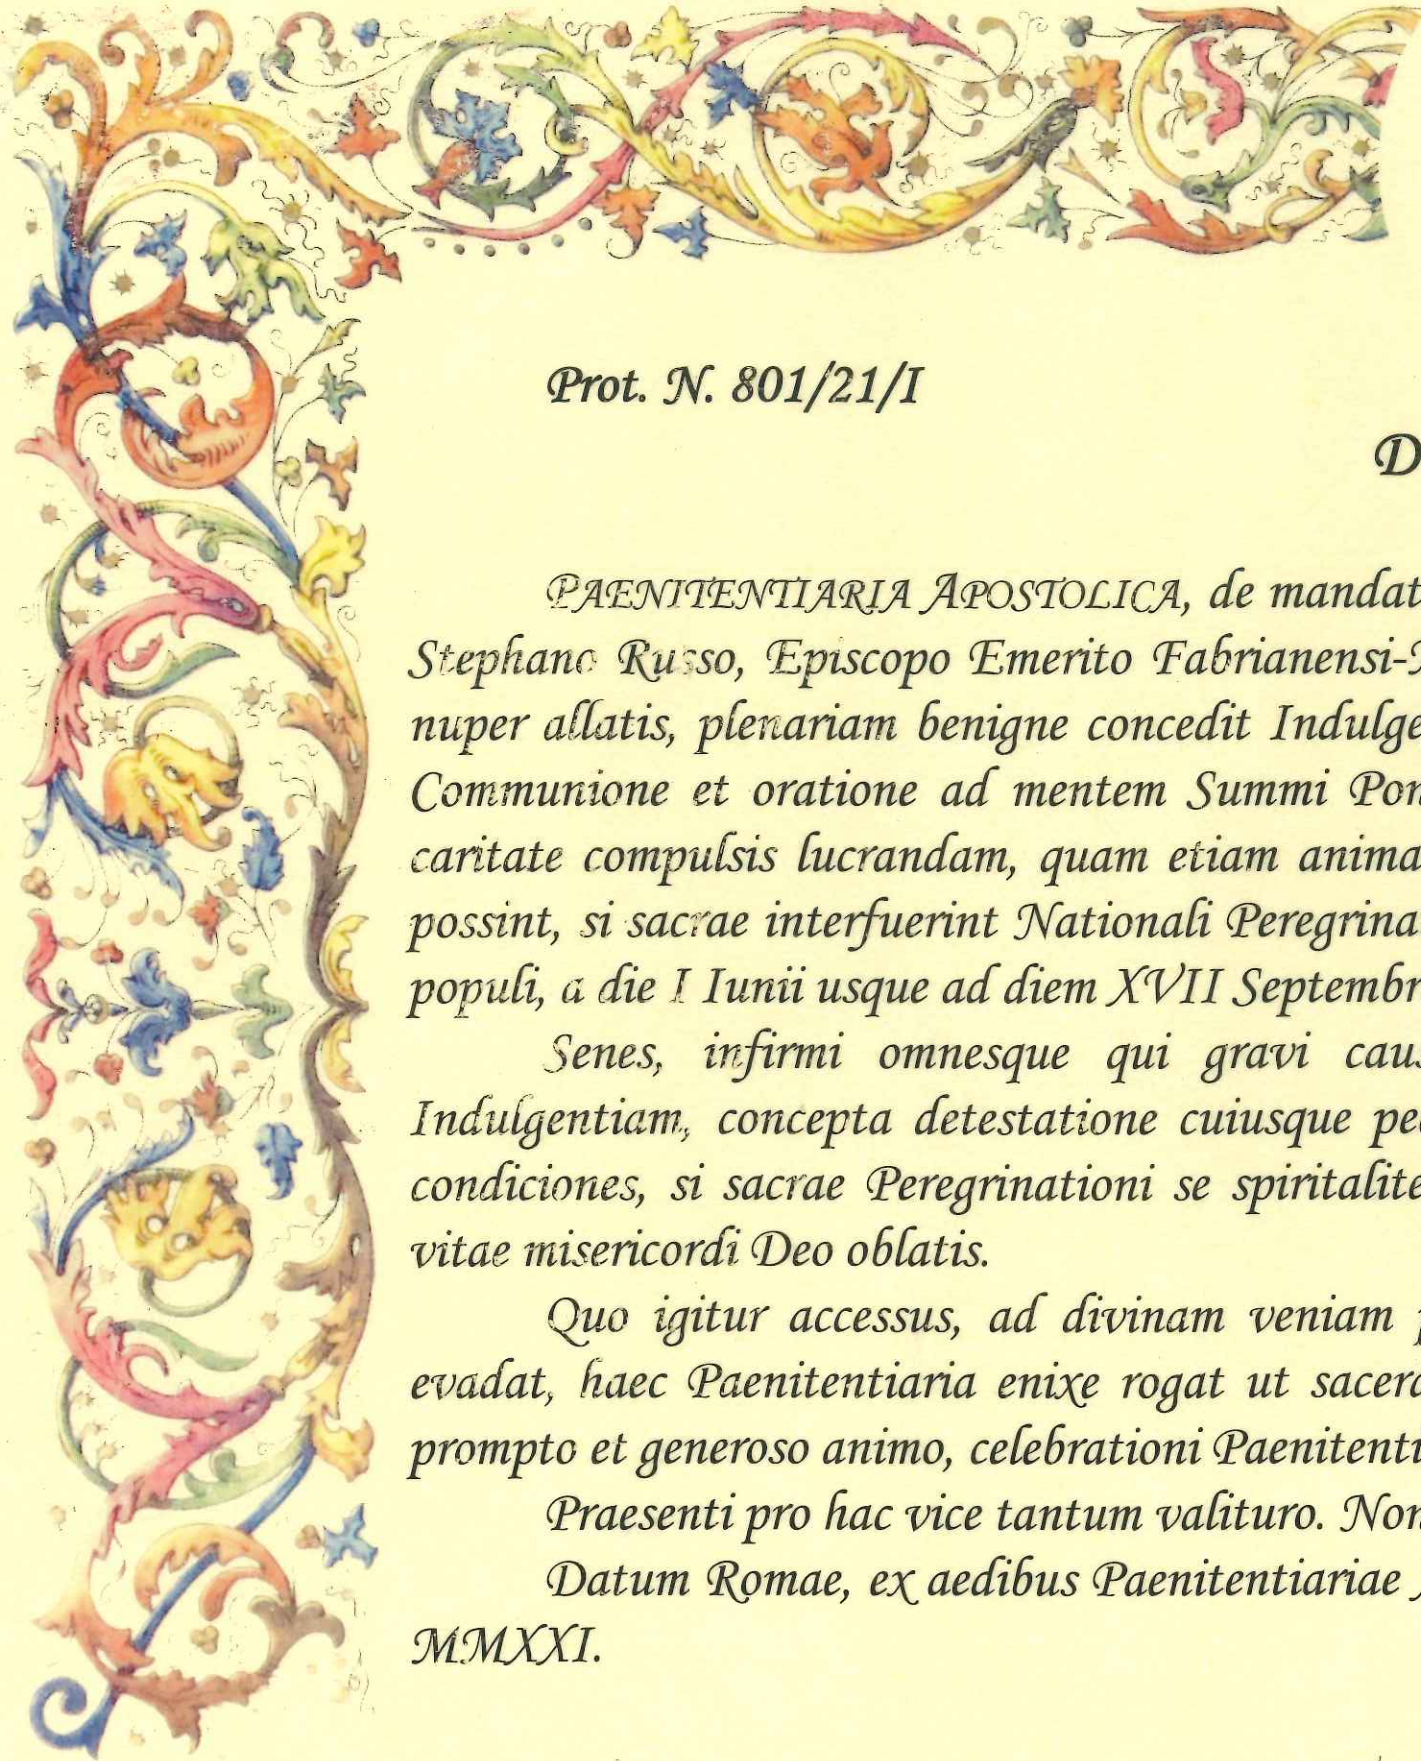 Prot. N. 801/21/I
D
PAENITENTIARIA APOSTOLICA, de mandat
Stephano Russo, Episcopo Emerito Fabrianensi-
nuper allatis, plenariam benigne concedit Indulge
Communione et oratione ad mentem Summi Pon
caritate compulsis lucrandam, quam etiam anima
possint, si sacrae interfuerint Nationali Peregrina
populi, a die I Iunii usque ad diem XVII Septembr
Senes, infirmi omnesque qui gravi caus
Indulgentiam, concepta detestatione cuiusque pec
condiciones, si sacrae Peregrinationi se spiritalite
vitae misericordi Deo oblatis.
Quo igitur accessus, ad divinam veniam p
evadat, haec Paenitentiaria enixe rogat ut sacerd
prompto et generoso animo, celebrationi Paenitenti
Praesenti pro hac vice tantum valituro. Non
Datum Romae, ex aedibus Paenitentiariae
MMXXI.